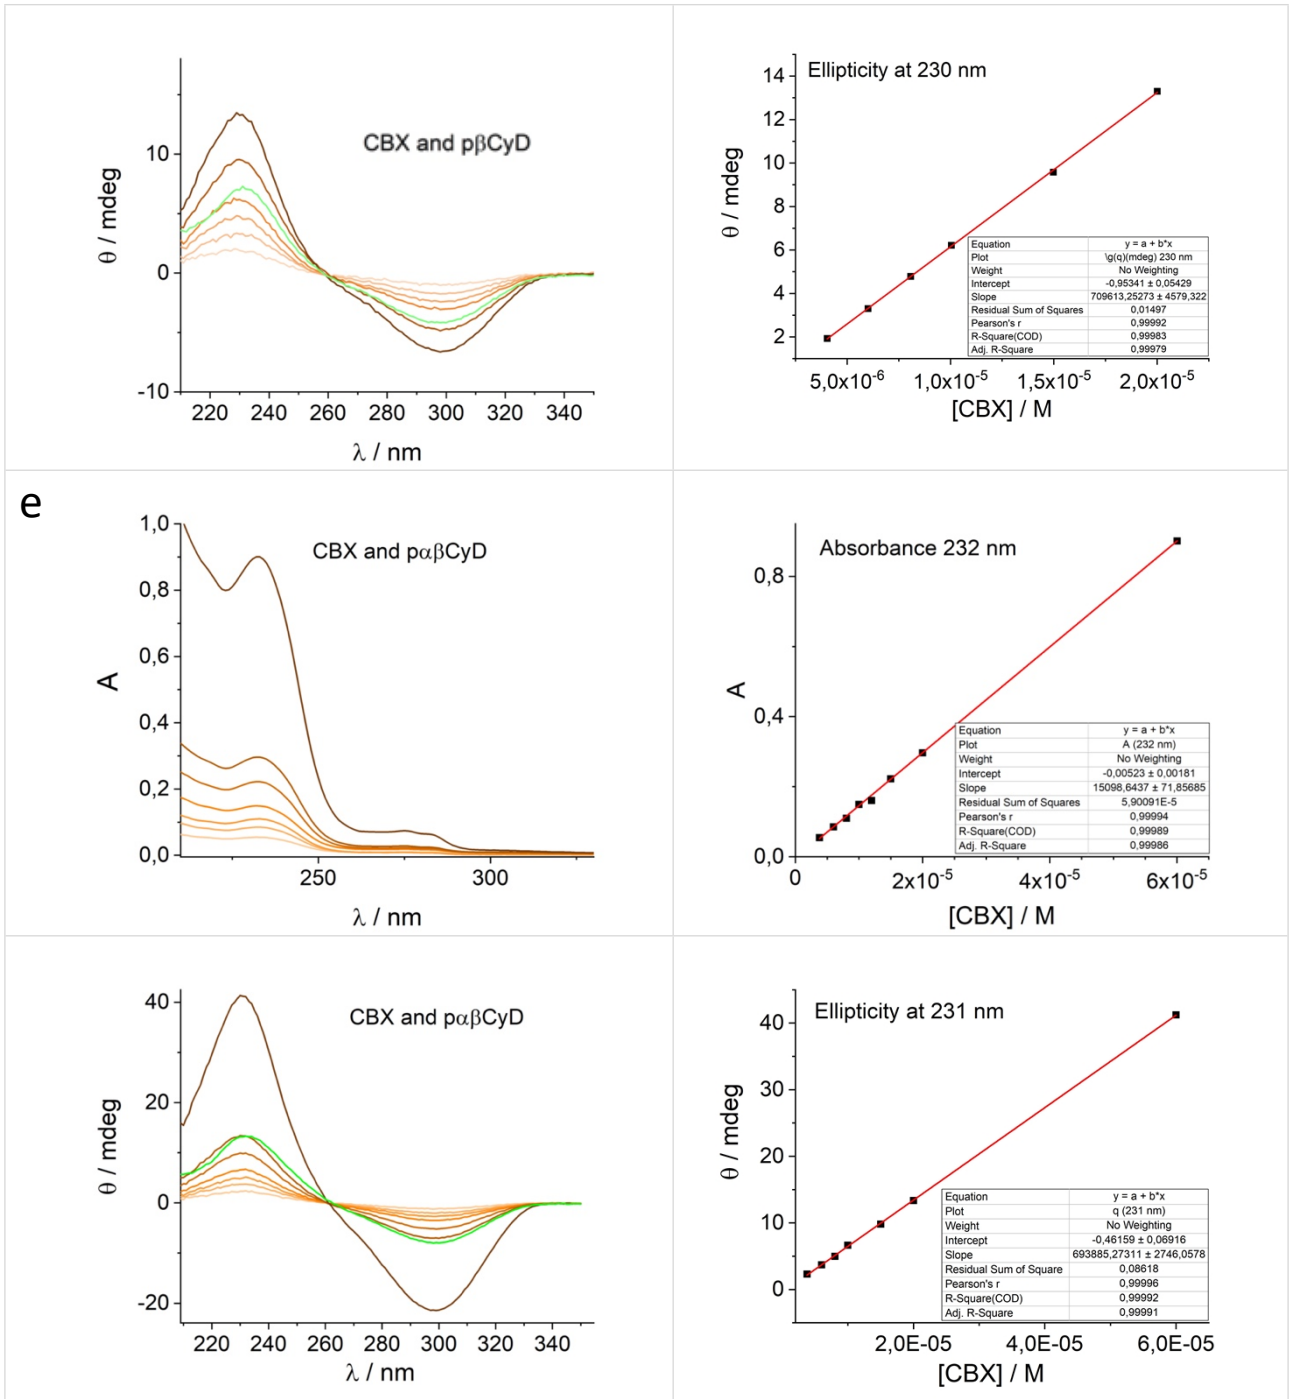 CBX and pβCyD
θ / mdeg
10
0
-10
220 240 260 280 300 320 340
λ / nm
Ellipticity at 230 nm
θ / mdeg
14
12
10
8
6
4
2
Equation y = a + b*x
Plot \g(q)(mdeg) 230 nm
Weight No Weighting
Intercept -0,95341 ± 0,05429
Slope 709613,25273 ± 4579,322
Residual Sum of Squares 0,01497
Pearson's r 0,99992
R-Square(COD) 0,99983
Adj. R-Square 0,99979
5,0x10⁻⁶ 1,0x10⁻⁵ 1,5x10⁻⁵ 2,0x10⁻⁵
[CBX] / M
e
CBX and pαβCyD
A
1,0
0,8
0,6
0,4
0,2
0,0
250 300
λ / nm
Absorbance 232 nm
A
0,8
0,4
0,0
Equation y = a + b*x
Plot A (232 nm)
Weight No Weighting
Intercept -0,00523 ± 0,00181
Slope 15098,6437 ± 71,85685
Residual Sum of Squares 5,90091E-5
Pearson's r 0,99994
R-Square(COD) 0,99989
Adj. R-Square 0,99986
0 2x10⁻⁵ 4x10⁻⁵ 6x10⁻⁵
[CBX] / M
CBX and pαβCyD
θ / mdeg
40
20
0
-20
220 240 260 280 300 320 340
λ / nm
Ellipticity at 231 nm
θ / mdeg
40
30
20
10
0
Equation y = a + b*x
Plot q (231 nm)
Weight No Weighting
Intercept -0,46159 ± 0,06916
Slope 693885,27311 ± 2746,0578
Residual Sum of Square 0,08618
Pearson's r 0,99996
R-Square(COD) 0,99992
Adj. R-Square 0,99991
2,0E-05 4,0E-05 6,0E-05
[CBX] / M